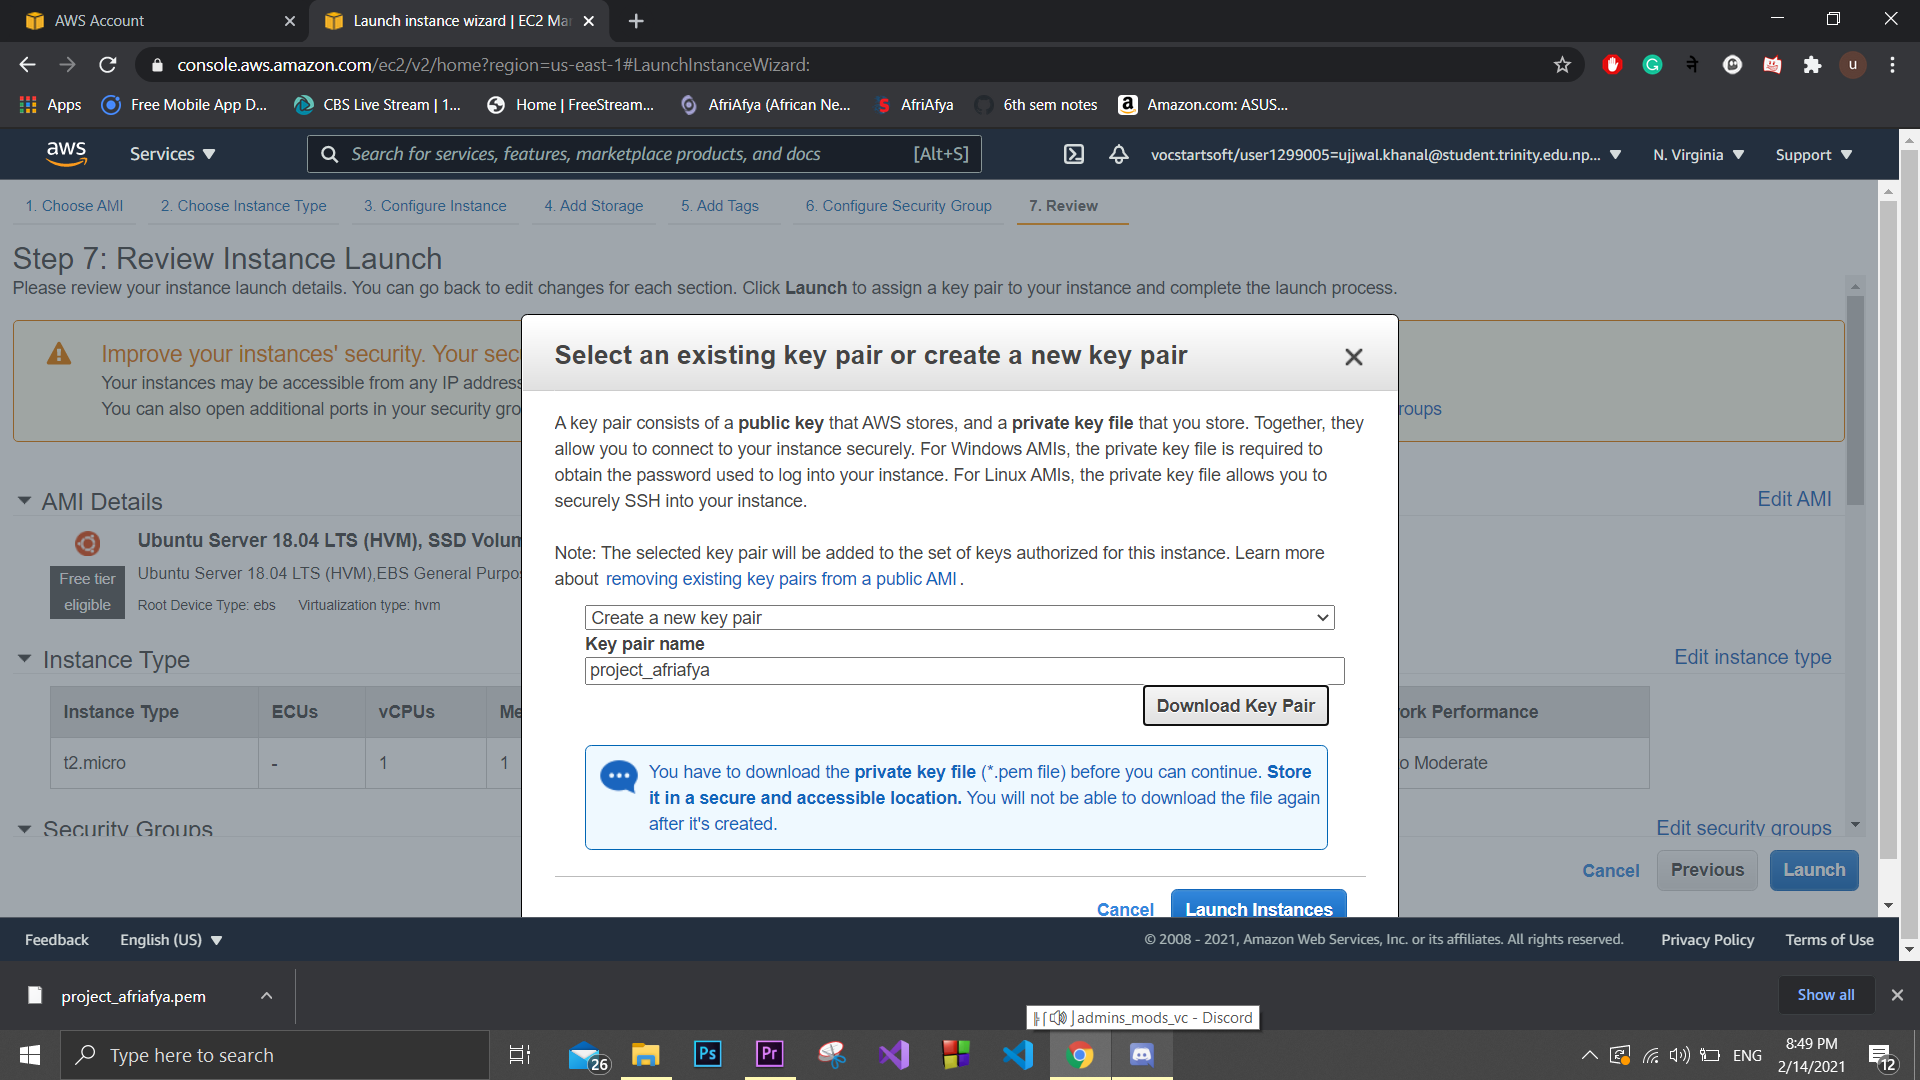 AWS Account
Launch instance wizard | EC2 Mar
console.aws.amazon.com/ec2/v2/home?region=us-east-1#LaunchInstanceWizard:
u
Apps
Free Mobile App D...
CBS Live Stream | 1...
Home | FreeStream...
AfriAfya (African Ne...
AfriAfya
6th sem notes
Amazon.com: ASUS...
aws
Services
Search for services, features, marketplace products, and docs
[Alt+S]
vocstartsoft/user1299005=ujjwal.khanal@student.trinity.edu.np...
N. Virginia
Support
1. Choose AMI
2. Choose Instance Type
3. Configure Instance
4. Add Storage
5. Add Tags
6. Configure Security Group
7. Review
Step 7: Review Instance Launch
Please review your instance launch details. You can go back to edit changes for each section. Click Launch to assign a key pair to your instance and complete the launch process.
Improve your instances' security. Your sec
Your instances may be accessible from any IP address
You can also open additional ports in your security gro
roups
AMI Details
Edit AMI
Ubuntu Server 18.04 LTS (HVM), SSD Volum
Free tier
eligible
Ubuntu Server 18.04 LTS (HVM),EBS General Purpo
Root Device Type: ebs
Virtualization type: hvm
Instance Type
Edit instance type
Instance Type
ECUs
vCPUs
Me
ork Performance
t2.micro
-
1
1
o Moderate
Security Groups
Edit security groups
Cancel
Previous
Launch
Select an existing key pair or create a new key pair
A key pair consists of a public key that AWS stores, and a private key file that you store. Together, they
allow you to connect to your instance securely. For Windows AMIs, the private key file is required to
obtain the password used to log into your instance. For Linux AMIs, the private key file allows you to
securely SSH into your instance.
Note: The selected key pair will be added to the set of keys authorized for this instance. Learn more
about removing existing key pairs from a public AMI .
Create a new key pair
Key pair name
project_afriafya
Download Key Pair
You have to download the private key file (*.pem file) before you can continue. Store
it in a secure and accessible location. You will not be able to download the file again
after it's created.
Cancel
Launch Instances
Feedback
English (US)
© 2008 - 2021, Amazon Web Services, Inc. or its affiliates. All rights reserved.
Privacy Policy
Terms of Use
project_afriafya.pem
Show all
admins_mods_vc - Discord
Type here to search
26
Ps
Pr
ENG
8:49 PM
2/14/2021
12